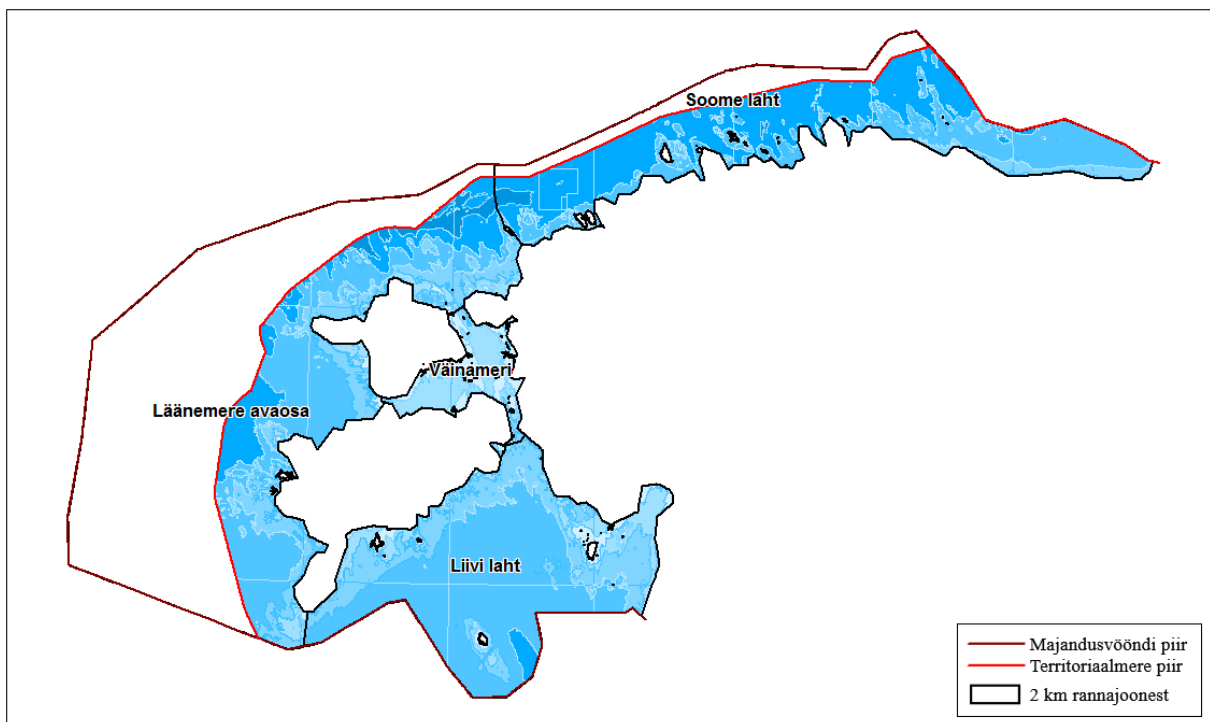 Soome laht
Väinameri
Läänemere avaosa
Liivi laht
Majandusvööndi piir
Territoriaalmere piir
2 km rannajoonest